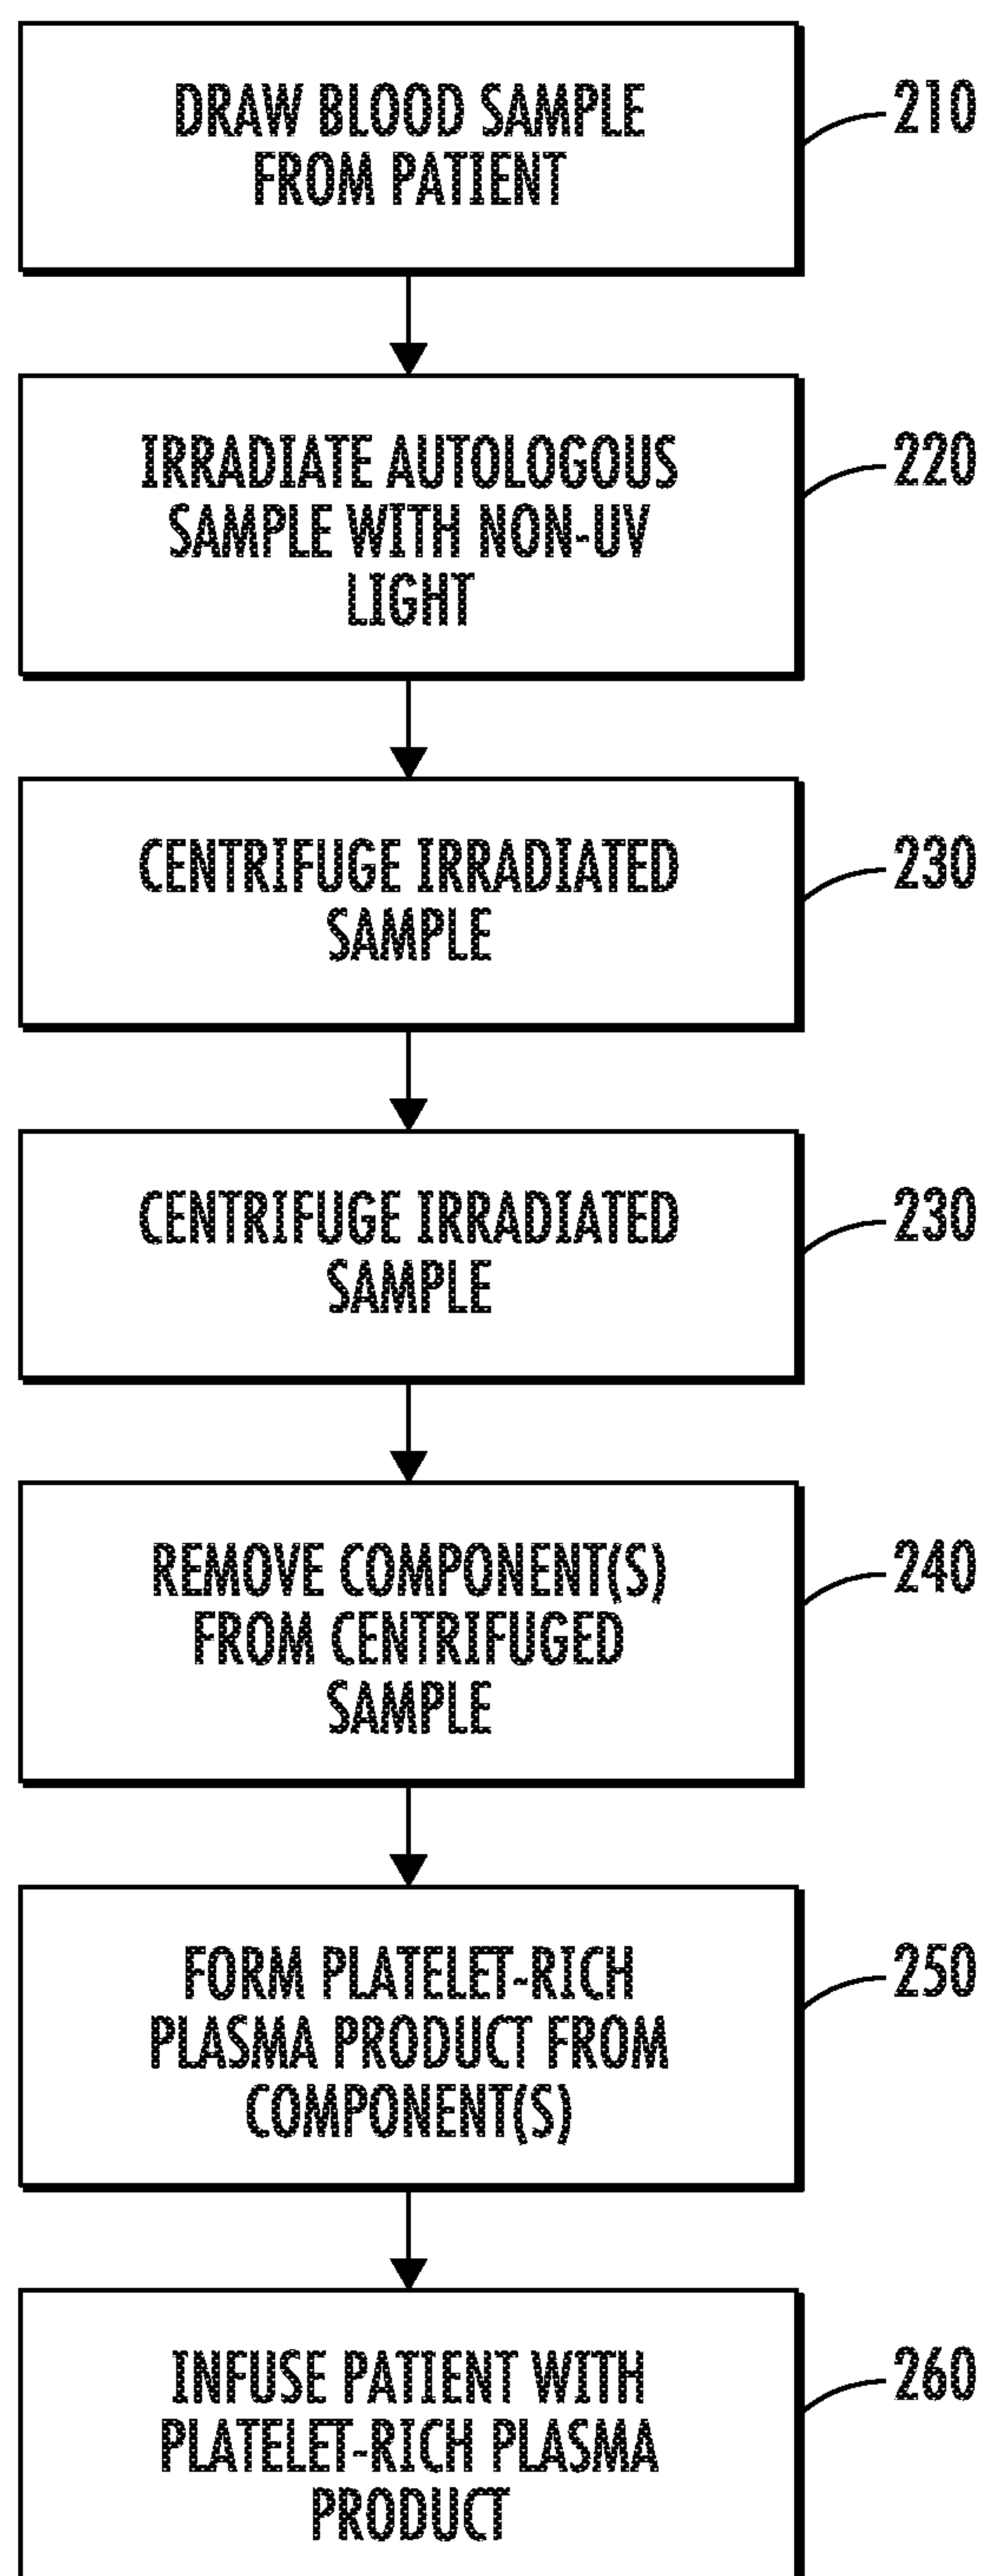 DRAW BLOOD SAMPLE
FROM PATIENT
210
IRRADIATE AUTOLOGOUS
SAMPLE WITH NON-UV
LIGHT
220
CENTRIFUGE IRRADIATED
SAMPLE
230
CENTRIFUGE IRRADIATED
SAMPLE
230
REMOVE COMPONENT(S)
FROM CENTRIFUGED
SAMPLE
240
FORM PLATELET-RICH
PLASMA PRODUCT FROM
COMPONENT(S)
250
INFUSE PATIENT WITH
PLATELET-RICH PLASMA
PRODUCT
260